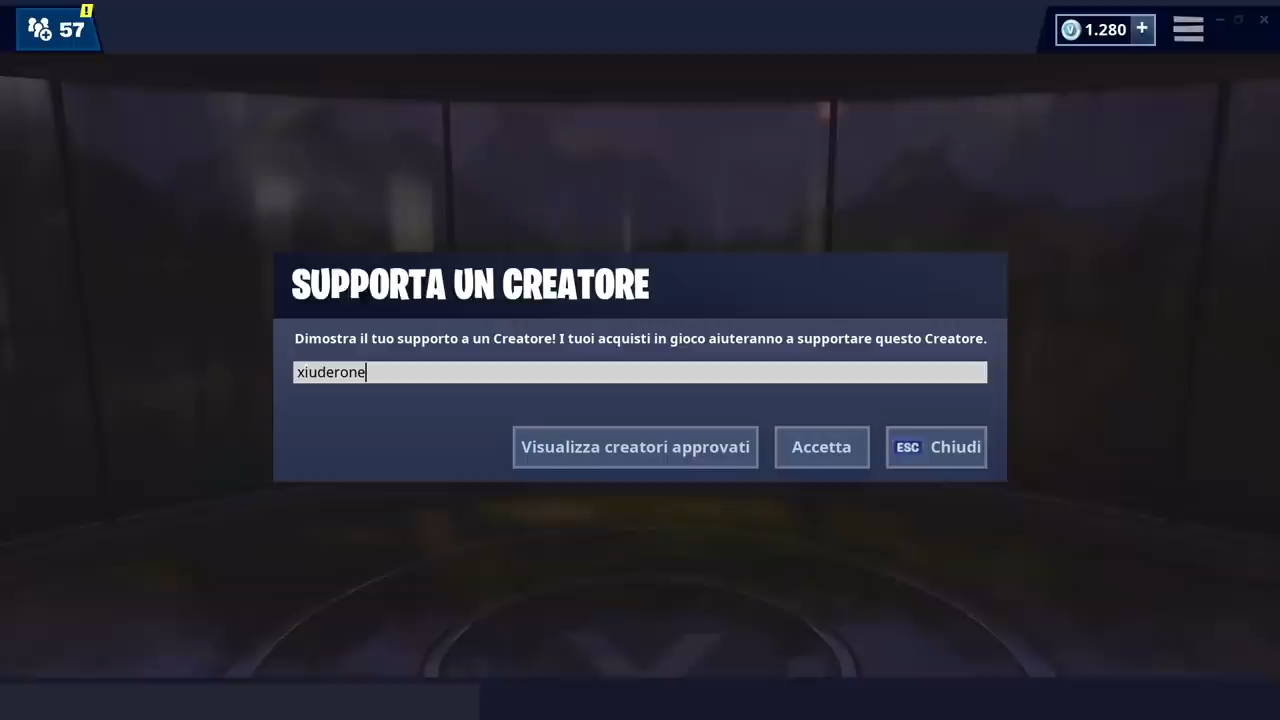 !
57
1.280 +
SUPPORTA UN CREATORE
Dimostra il tuo supporto a un Creatore! I tuoi acquisti in gioco aiuteranno a supportare questo Creatore.
xiuderone
Visualizza creatori approvati Accetta ESC Chiudi